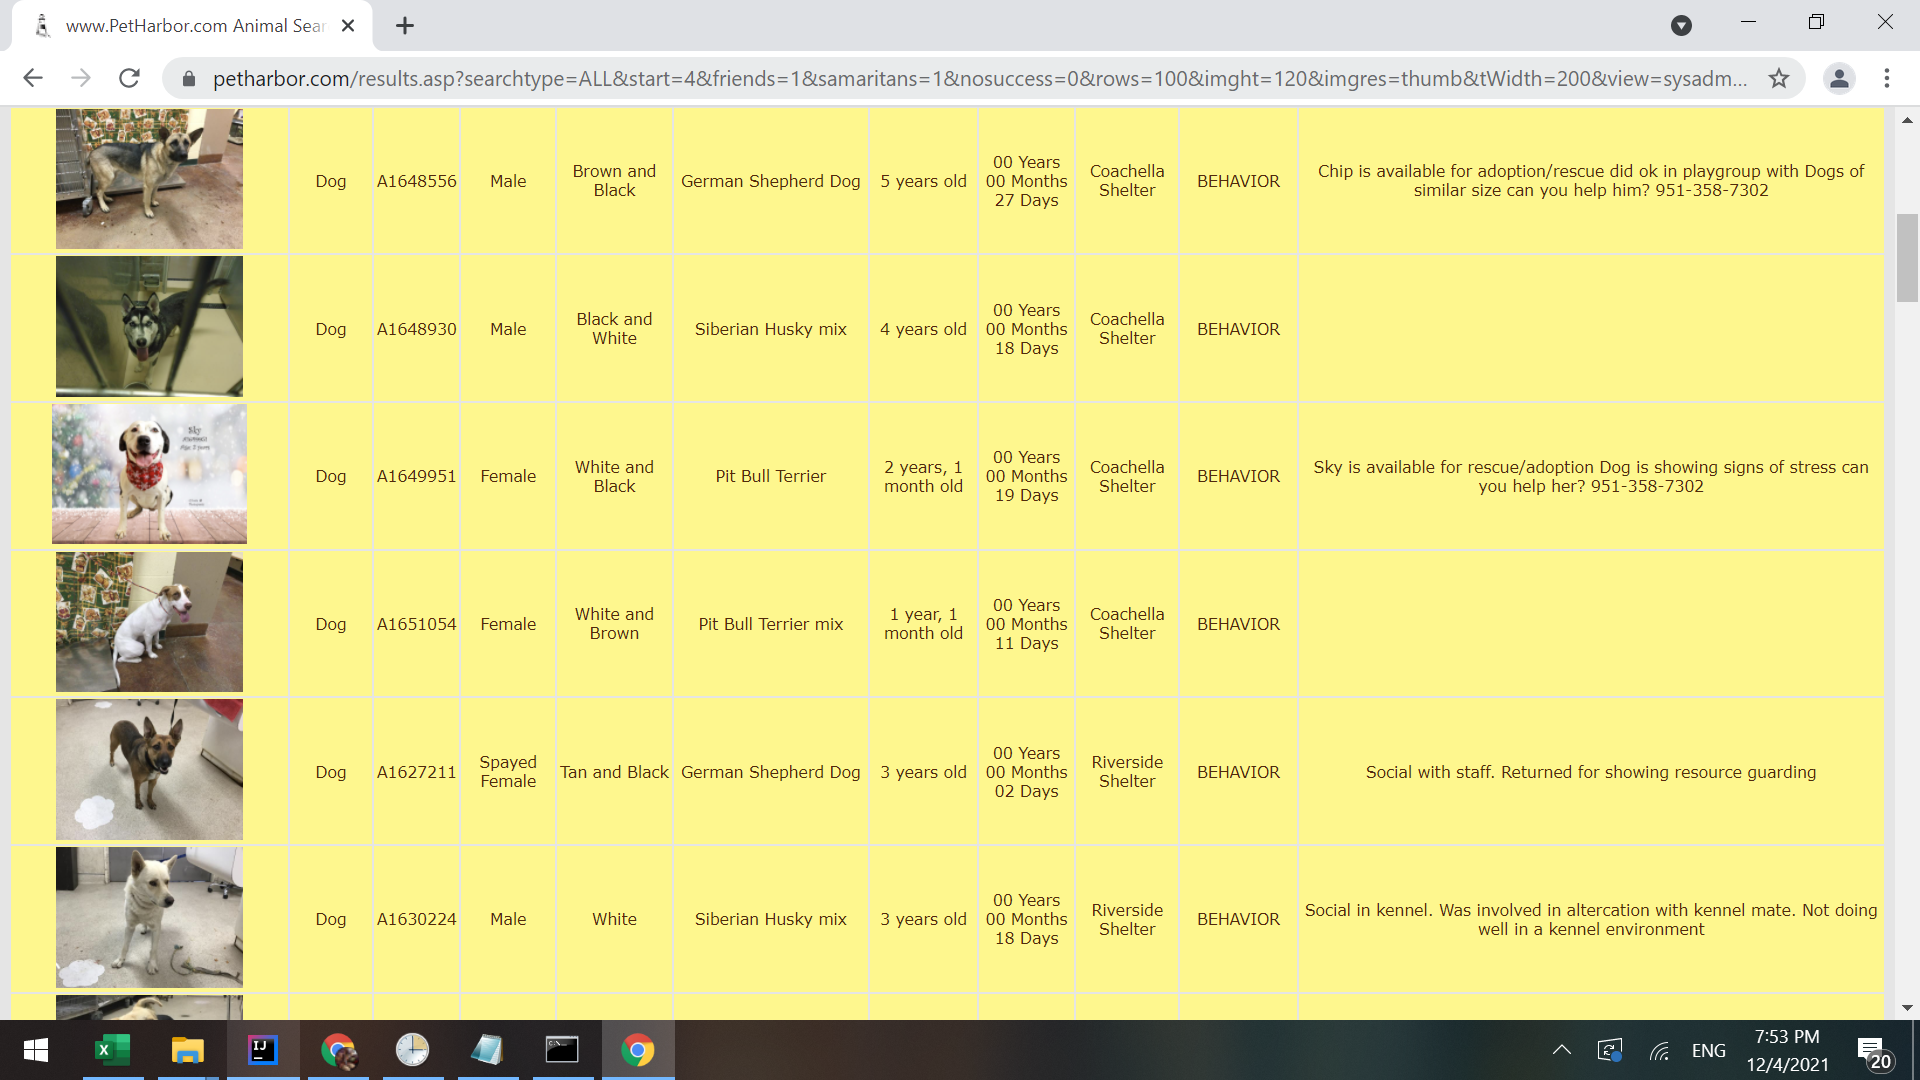 www.PetHarbor.com Animal Sear
petharbor.com/results.asp?searchtype=ALL&start=4&friends=1&samaritans=1&nosuccess=0&rows=100&imght=120&imgres=thumb&tWidth=200&view=sysadm...
Dog
A1648556
Male
Brown and
Black
German Shepherd Dog
5 years old
00 Years
00 Months
27 Days
Coachella
Shelter
BEHAVIOR
Chip is available for adoption/rescue did ok in playgroup with Dogs of
similar size can you help him? 951-358-7302
Dog
A1648930
Male
Black and
White
Siberian Husky mix
4 years old
00 Years
00 Months
18 Days
Coachella
Shelter
BEHAVIOR
Sky
Dog
A1649951
Female
White and
Black
Pit Bull Terrier
2 years, 1
month old
00 Years
00 Months
19 Days
Coachella
Shelter
BEHAVIOR
Sky is available for rescue/adoption Dog is showing signs of stress can
you help her? 951-358-7302
Dog
A1651054
Female
White and
Brown
Pit Bull Terrier mix
1 year, 1
month old
00 Years
00 Months
11 Days
Coachella
Shelter
BEHAVIOR
Dog
A1627211
Spayed
Female
Tan and Black
German Shepherd Dog
3 years old
00 Years
00 Months
02 Days
Riverside
Shelter
BEHAVIOR
Social with staff. Returned for showing resource guarding
Dog
A1630224
Male
White
Siberian Husky mix
3 years old
00 Years
00 Months
18 Days
Riverside
Shelter
BEHAVIOR
Social in kennel. Was involved in altercation with kennel mate. Not doing
well in a kennel environment
ENG
7:53 PM
12/4/2021
20